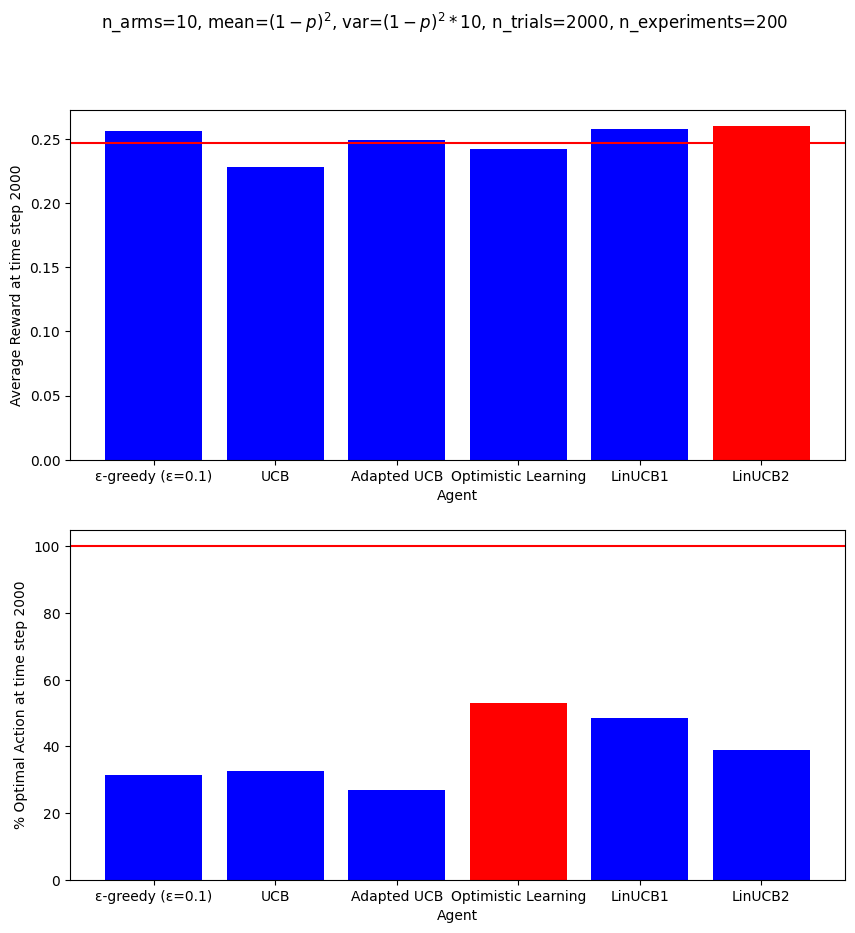 n_arms=10, mean=$(1-p)^2$, var=$(1-p)^2*10$, n_trials=2000, n_experiments=200
Average Reward at time step 2000
0.25
0.20
0.15
0.10
0.05
0.00
ε-greedy (ε=0.1) UCB Adapted UCB Optimistic Learning LinUCB1 LinUCB2
Agent
% Optimal Action at time step 2000
100
80
60
40
20
0
ε-greedy (ε=0.1) UCB Adapted UCB Optimistic Learning LinUCB1 LinUCB2
Agent